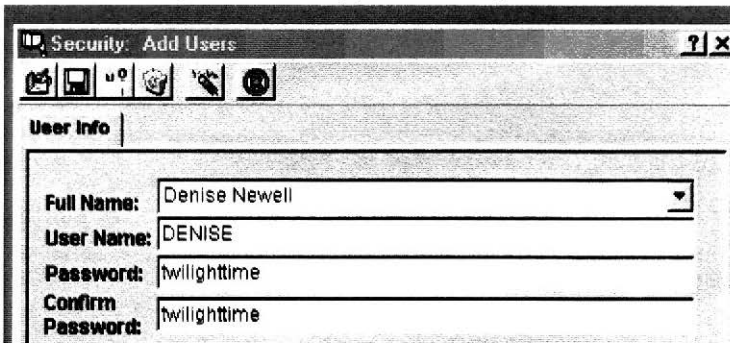 Security: Add Users
User Info
Full Name: Denise Newell
User Name: DENISE
Password: twilighttime
Confirm Password: twilighttime